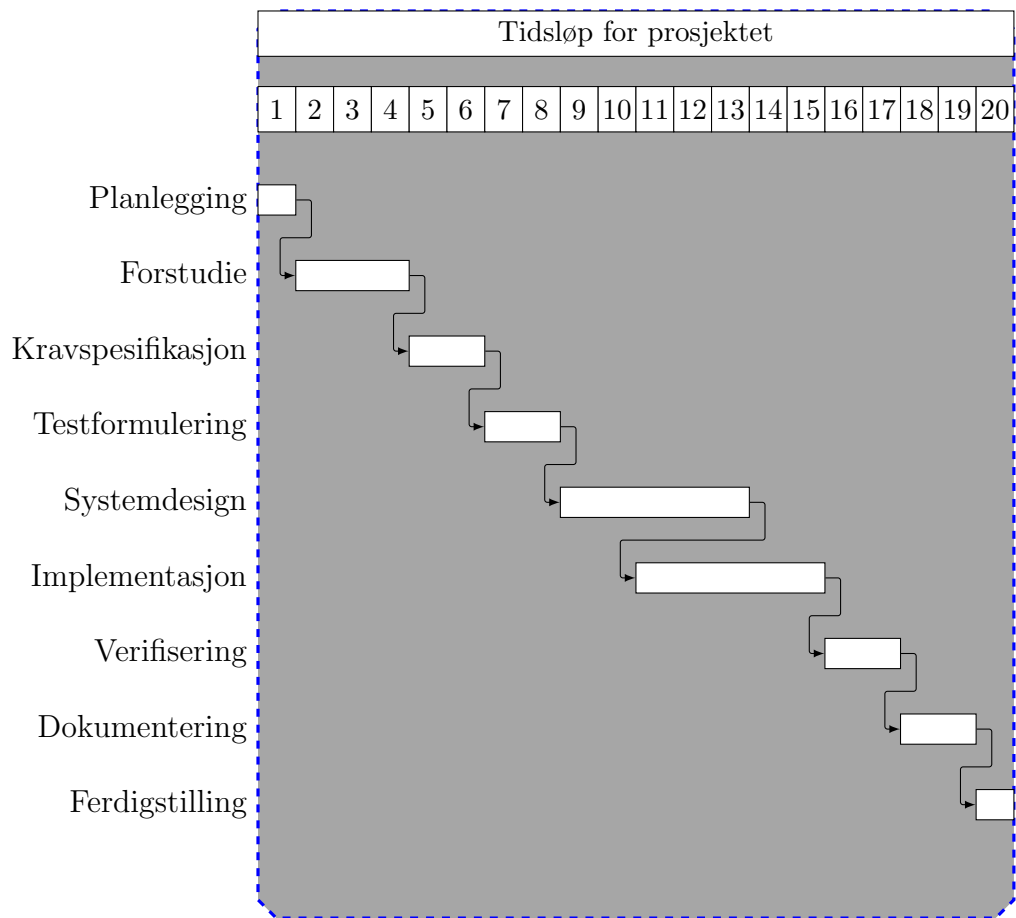 Tidsløp for prosjektet
1 2 3 4 5 6 7 8 9 10 11 12 13 14 15 16 17 18 19 20
Planlegging
Forstudie
Kravspesifikasjon
Testformulering
Systemdesign
Implementasjon
Verifisering
Dokumentering
Ferdigstilling